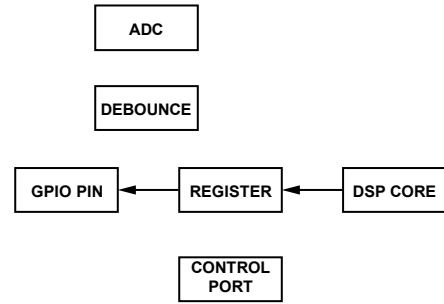 ADC
DEBOUNCE
GPIO PIN
REGISTER
DSP CORE
CONTROL
PORT